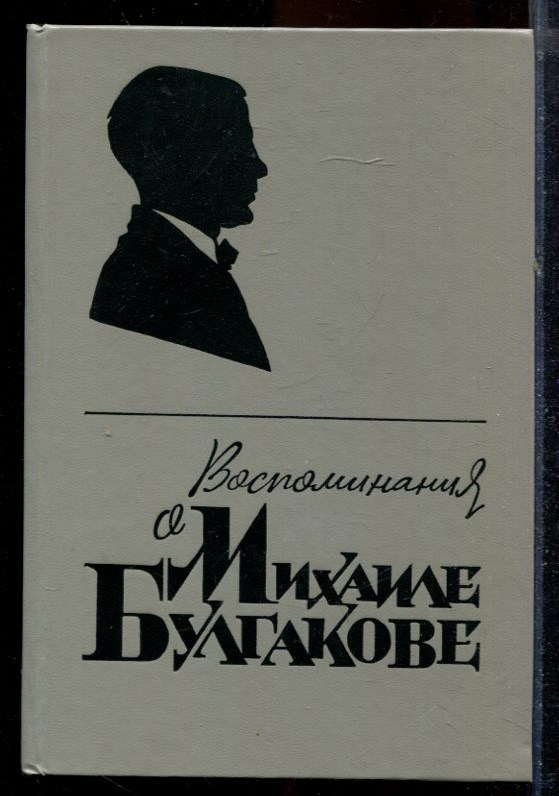 Воспоминания
о Михаиле
Булгакове